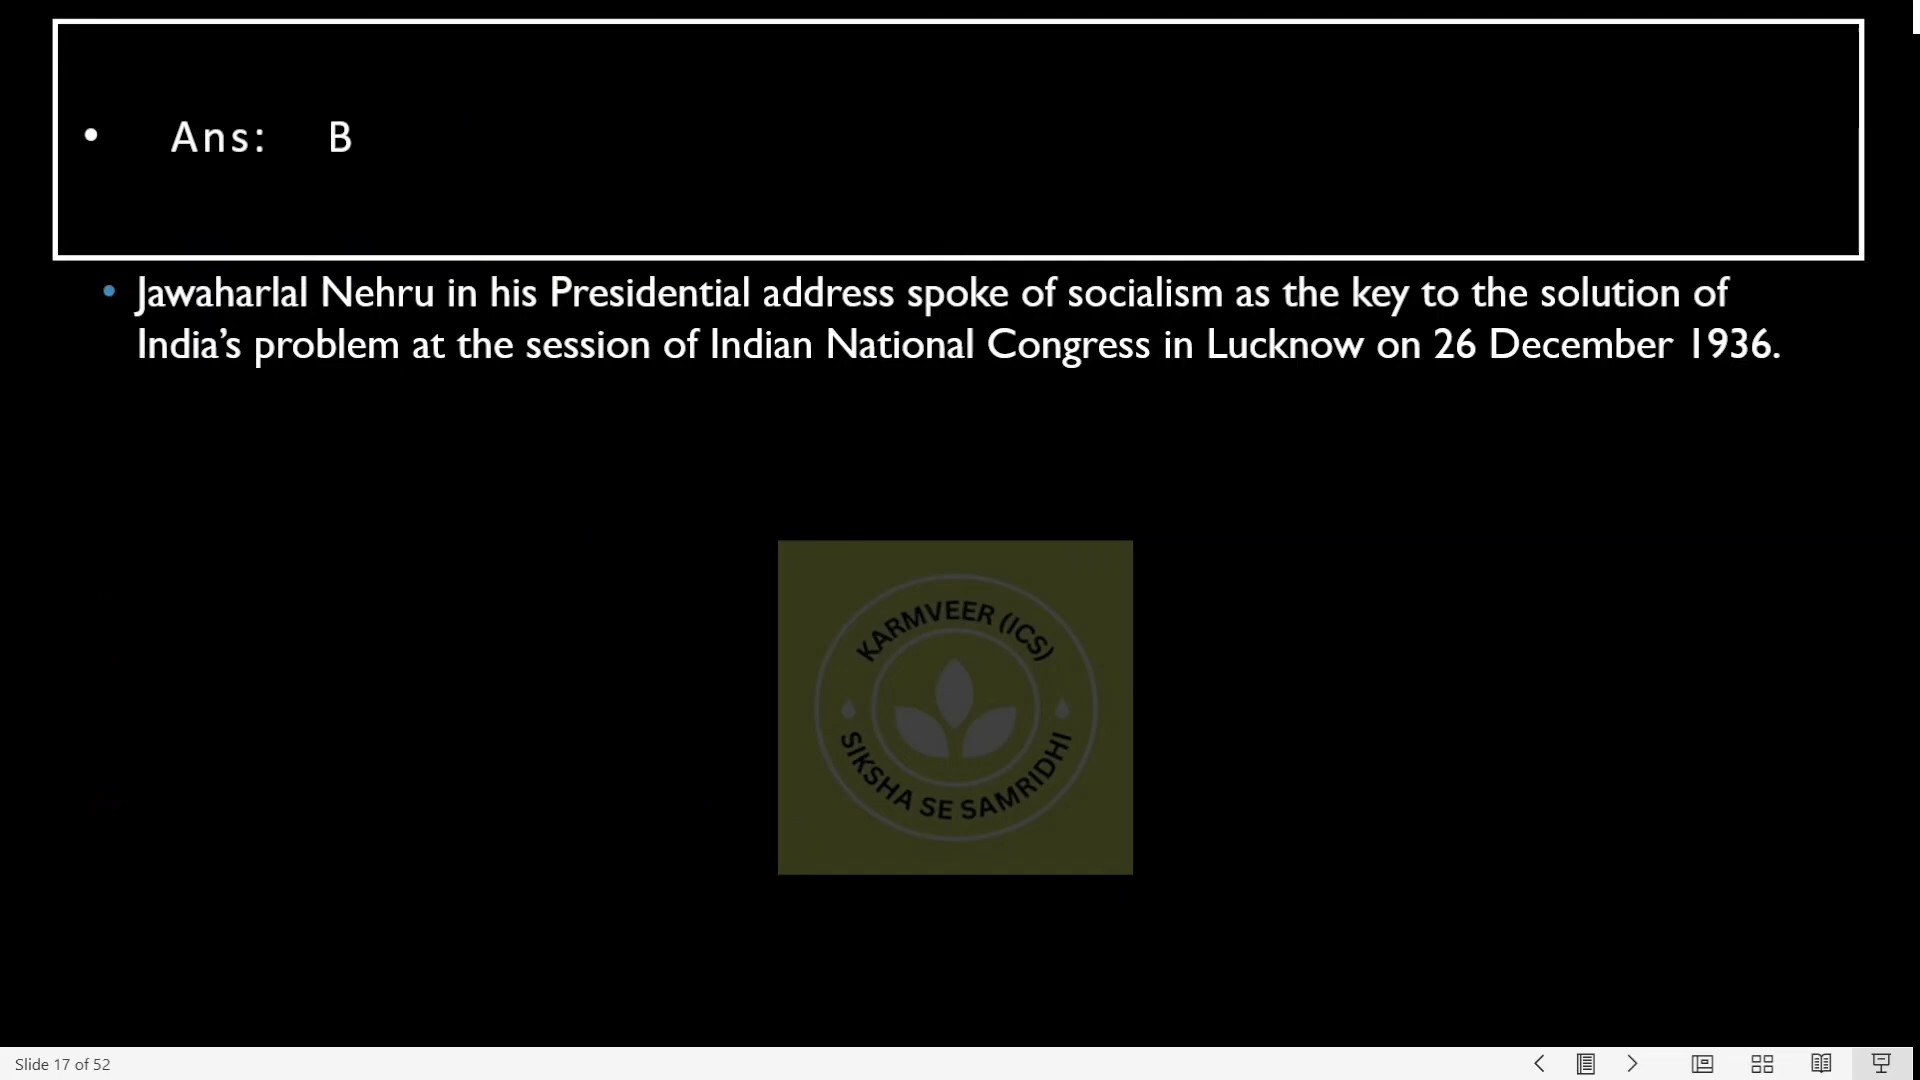 • Ans: B
• Jawaharlal Nehru in his Presidential address spoke of socialism as the key to the solution of
India’s problem at the session of Indian National Congress in Lucknow on 26 December 1936.
KARMVEER (ICS)
SIKSHA SE SAMRIDHI
Slide 17 of 52